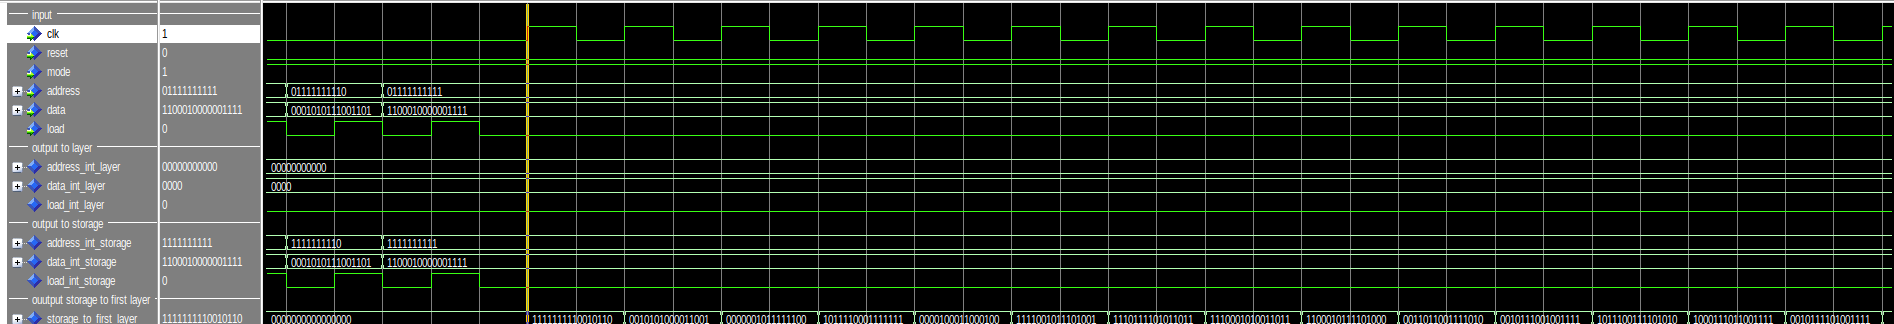 input
clk 1
reset 0
mode 1
address 01111111111 01111111110 01111111111
data 1100010000001111 0001010111001101 1100010000001111
load 0
output to layer
address_int_layer 00000000000 00000000000
data_int_layer 0000 0000
load_int_layer 0
output to storage
address_int_storage 1111111111 1111111110 1111111111
data_int_storage 1100010000001111 0001010111001101 1100010000001111
load_int_storage 0
ouutput storage to first layer
storage_to_first_layer 1111111110010110 0000000000000000 1111111110010110 0010101000011001 0000001011111100 1011110001111111 0000100011000100 1111001011101001 1110111101011011 1110001010011011 1100010111101000 0011011001111010 0010111001001111 1011100111101010 1000111001001111 0010111101001111